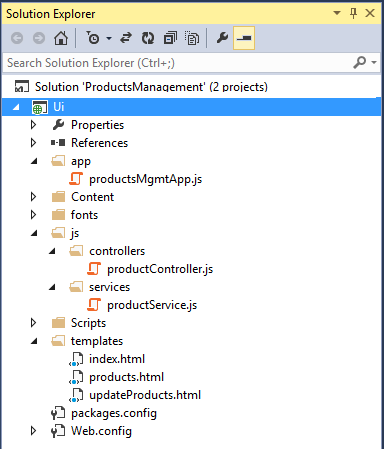 Solution Explorer
Search Solution Explorer (Ctrl+;)
Solution 'ProductsManagement' (2 projects)
Ui
Properties
References
app
productsMgmtApp.js
Content
fonts
js
controllers
productController.js
services
productService.js
Scripts
templates
index.html
products.html
updateProducts.html
packages.config
Web.config